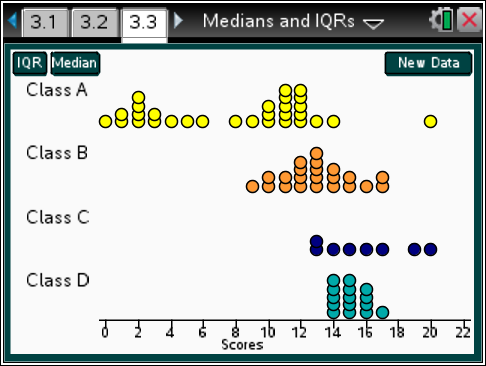 3.1 3.2 3.3 Medians and IQRs
IQR Median New Data
Class A
Class B
Class C
Class D
0 2 4 6 8 10 12 14 16 18 20 22
Scores